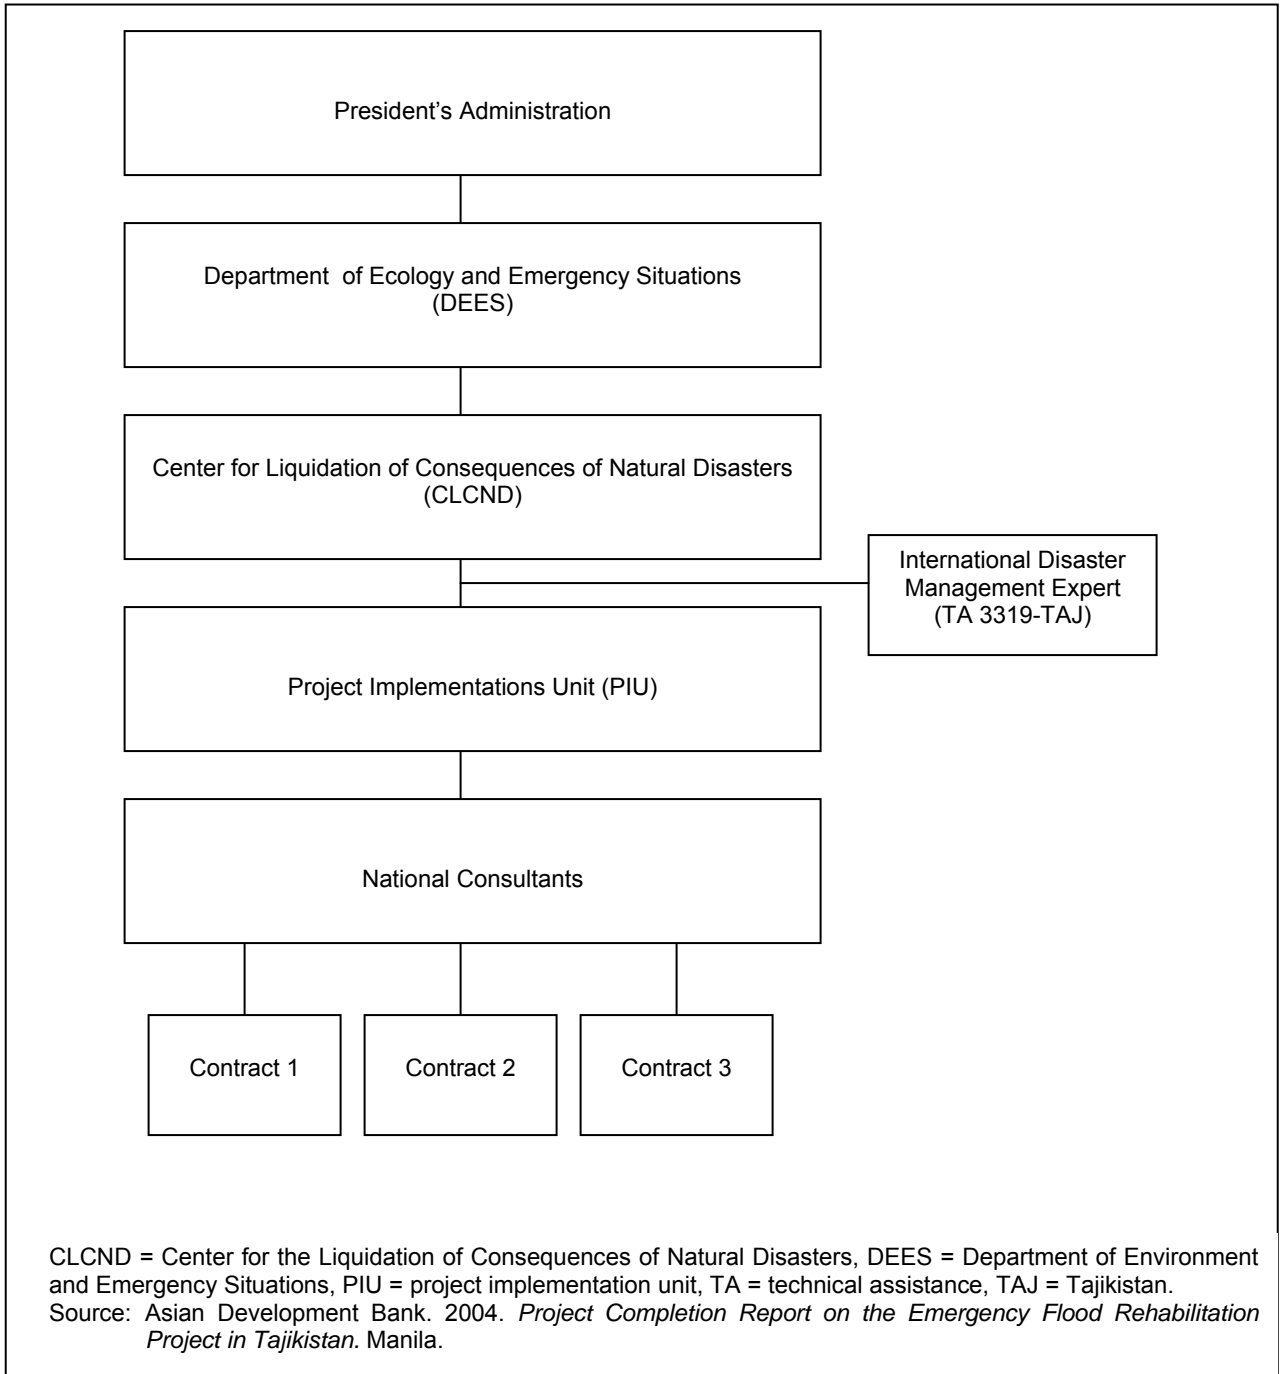 President’s Administration
Department of Ecology and Emergency Situations
(DEES)
Center for Liquidation of Consequences of Natural Disasters
(CLCND)
International Disaster
Management Expert
(TA 3319-TAJ)
Project Implementations Unit (PIU)
National Consultants
Contract 1
Contract 2
Contract 3
CLCND = Center for the Liquidation of Consequences of Natural Disasters, DEES = Department of Environment
and Emergency Situations, PIU = project implementation unit, TA = technical assistance, TAJ = Tajikistan.
Source: Asian Development Bank. 2004. Project Completion Report on the Emergency Flood Rehabilitation
Project in Tajikistan. Manila.